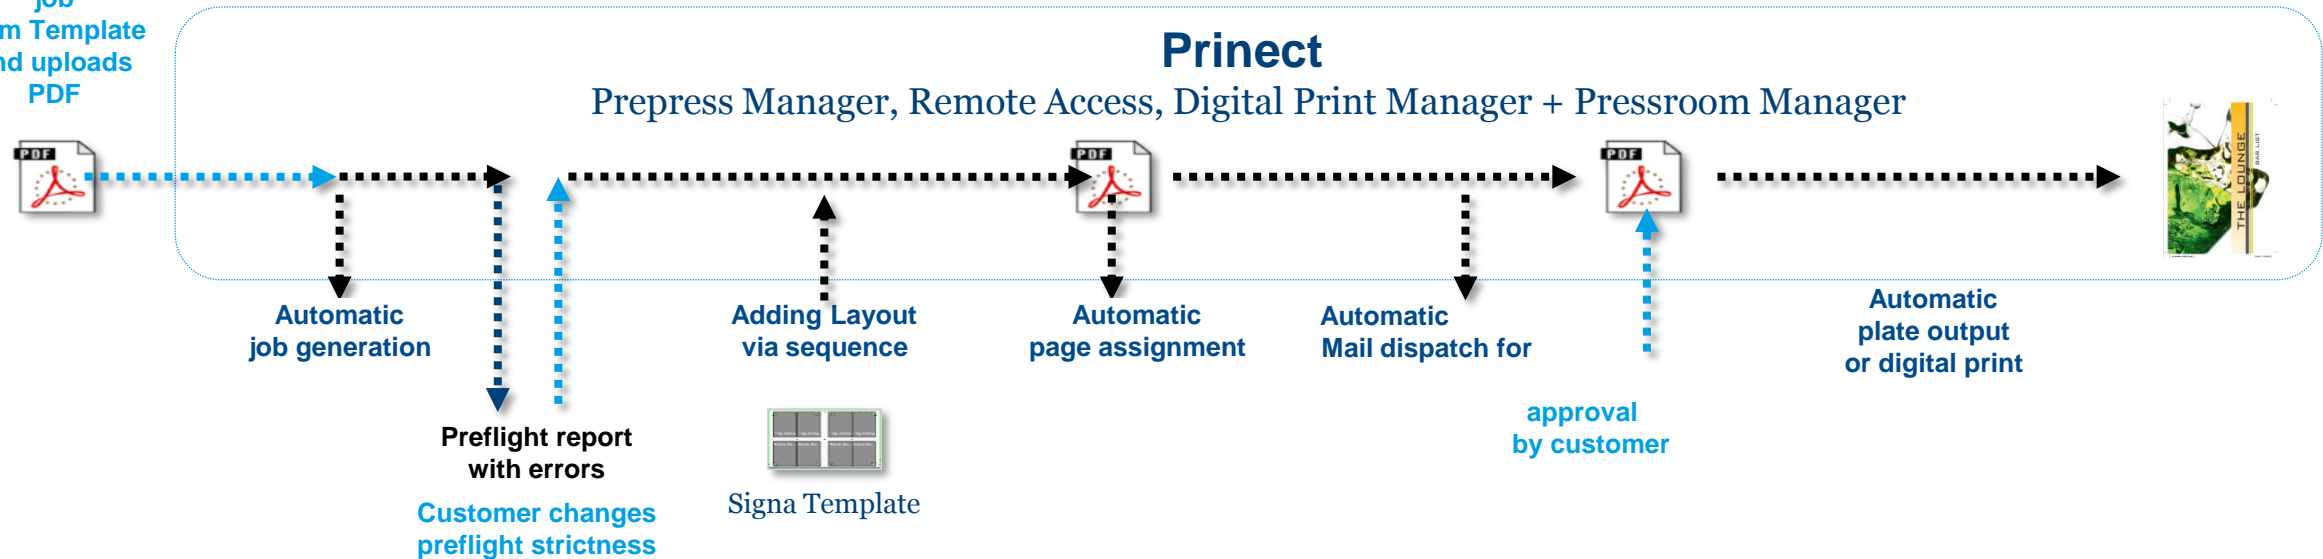 job
m Template
nd uploads
PDF
Prinect
Prepress Manager, Remote Access, Digital Print Manager + Pressroom Manager
PDF
PDF
PDF
THE LOUNGE
BAR LIST
Automatic
job generation
Adding Layout
via sequence
Automatic
page assignment
Automatic
Mail dispatch for
Automatic
plate output
or digital print
approval
by customer
Preflight report
with errors
Customer changes
preflight strictness
Signa Template